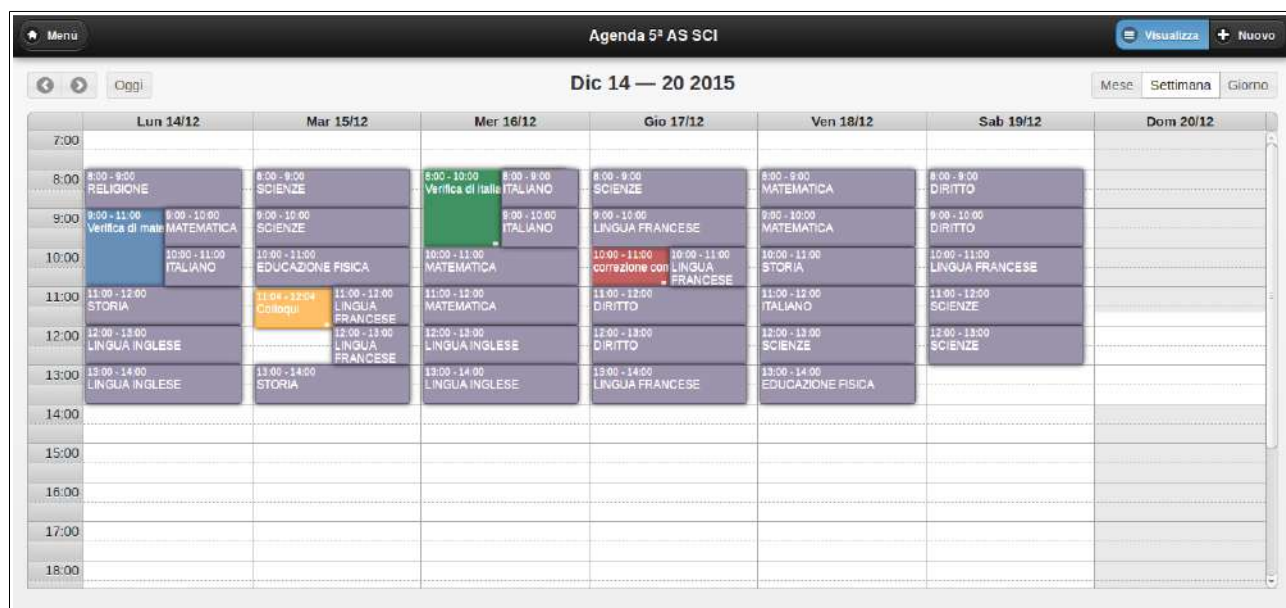 Menù
Agenda 5ª AS SCI
Visualizza
Nuovo
Oggi
Dic 14 — 20 2015
Mese Settimana Giorno
Lun 14/12 Mar 15/12 Mer 16/12 Gio 17/12 Ven 18/12 Sab 19/12 Dom 20/12
7:00
8:00
9:00
10:00
11:00
12:00
13:00
14:00
15:00
16:00
17:00
18:00
8:00 - 9:00
RELIGIONE
9:00 - 11:00
Verifica di mate
9:00 - 10:00
MATEMATICA
10:00 - 11:00
ITALIANO
11:00 - 12:00
STORIA
12:00 - 13:00
LINGUA INGLESE
13:00 - 14:00
LINGUA INGLESE
8:00 - 9:00
SCIENZE
9:00 - 10:00
SCIENZE
10:00 - 11:00
EDUCAZIONE FISICA
11:04 - 12:04
Colloqui
11:00 - 12:00
LINGUA
FRANCESE
12:00 - 13:00
LINGUA
FRANCESE
13:00 - 14:00
STORIA
8:00 - 10:00
Verifica di italia
8:00 - 9:00
ITALIANO
9:00 - 10:00
ITALIANO
10:00 - 11:00
MATEMATICA
11:00 - 12:00
MATEMATICA
12:00 - 13:00
LINGUA INGLESE
13:00 - 14:00
LINGUA INGLESE
8:00 - 9:00
SCIENZE
9:00 - 10:00
LINGUA FRANCESE
10:00 - 11:00
correzione con
10:00 - 11:00
LINGUA
FRANCESE
11:00 - 12:00
DIRITTO
12:00 - 13:00
DIRITTO
13:00 - 14:00
LINGUA FRANCESE
8:00 - 9:00
MATEMATICA
9:00 - 10:00
MATEMATICA
10:00 - 11:00
STORIA
11:00 - 12:00
ITALIANO
12:00 - 13:00
SCIENZE
13:00 - 14:00
EDUCAZIONE FISICA
8:00 - 9:00
DIRITTO
9:00 - 10:00
DIRITTO
10:00 - 11:00
LINGUA FRANCESE
11:00 - 12:00
SCIENZE
12:00 - 13:00
SCIENZE